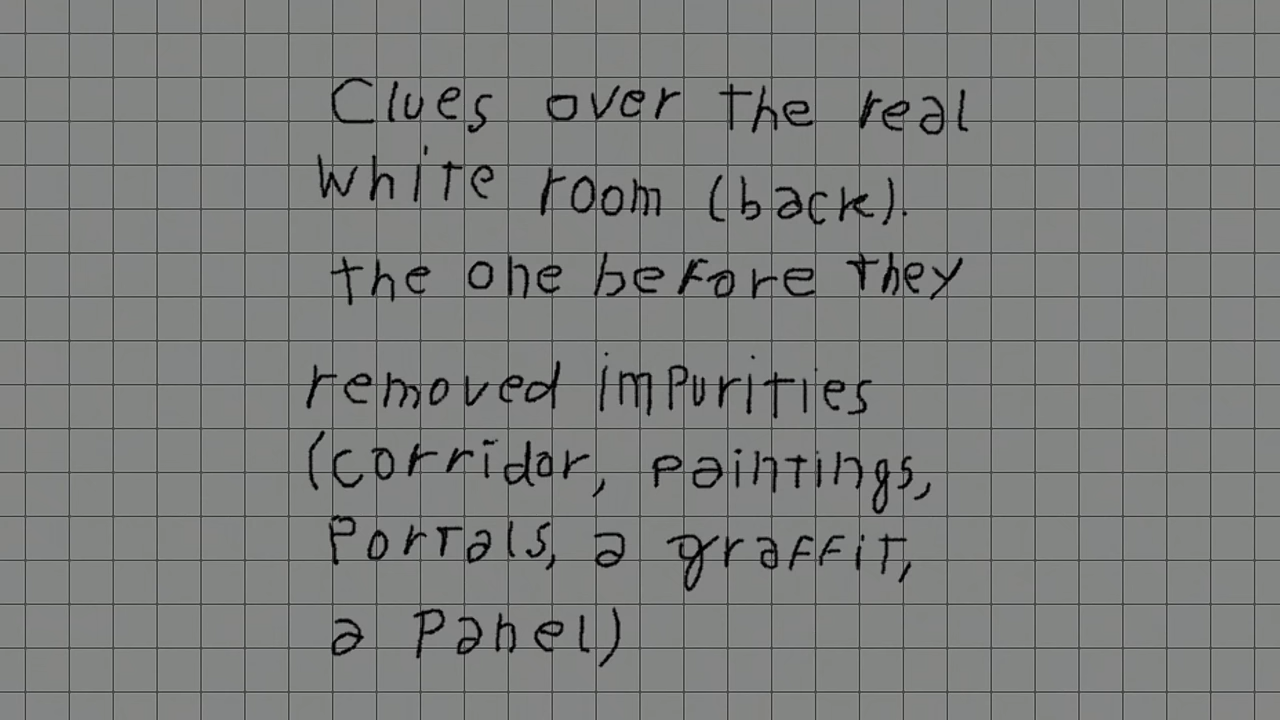 Clues over the real
white room (back).
the one before they
removed impurities
(corridor, paintings,
Portals, a graffit,
a Panel)